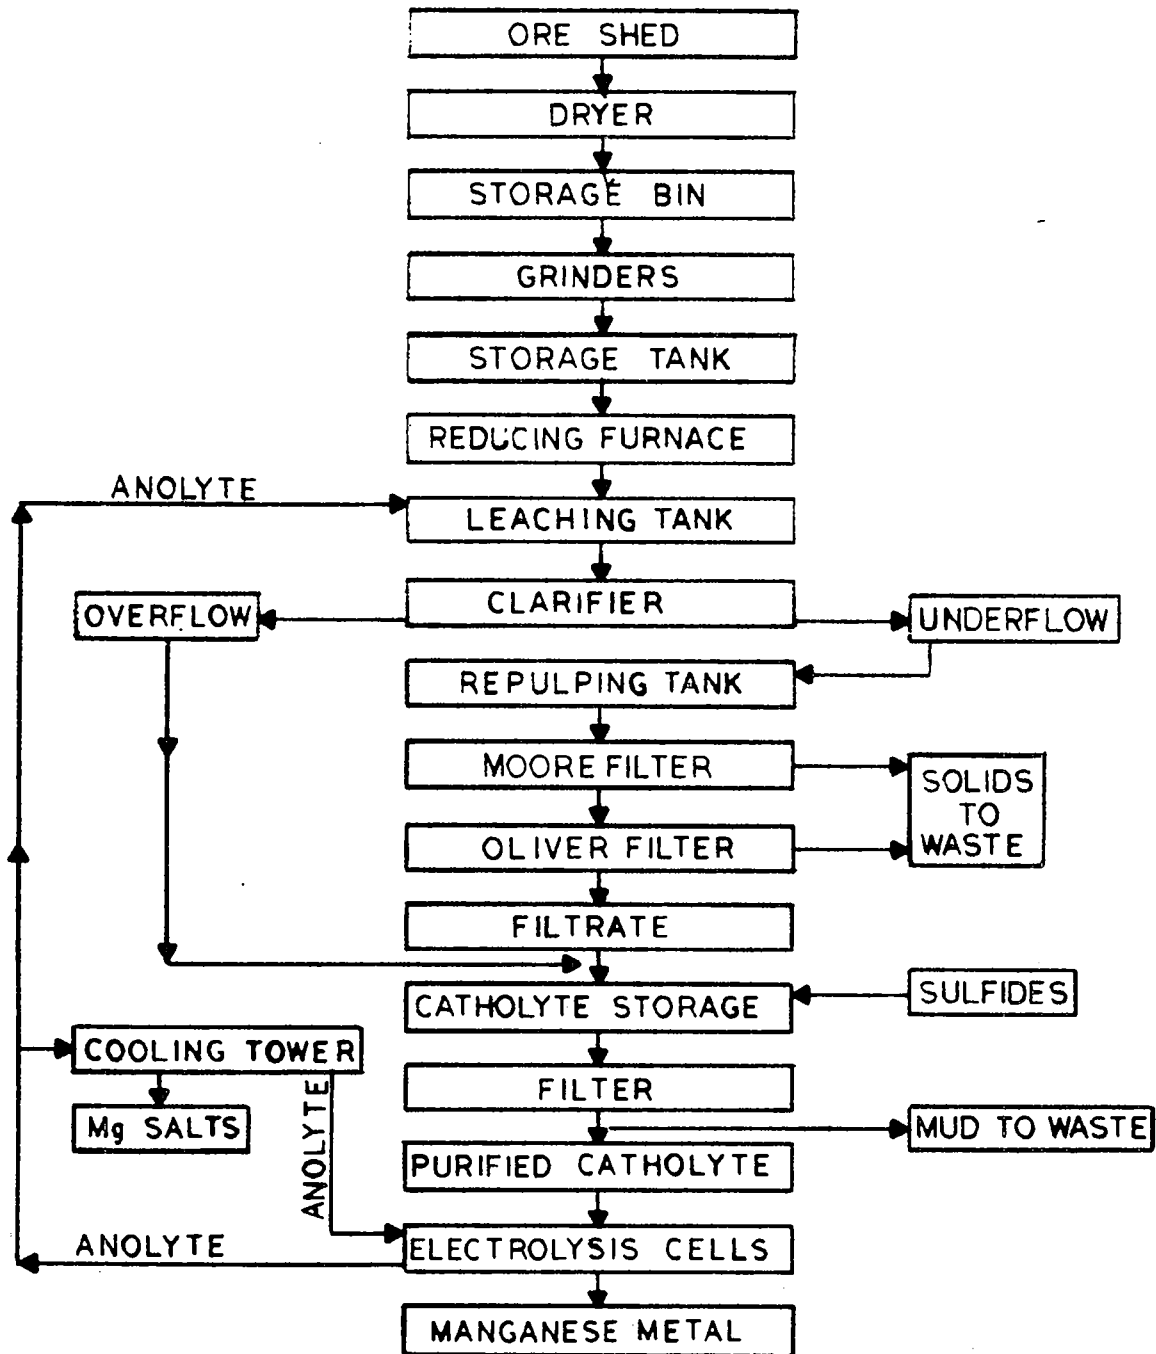 ORE SHED
DRYER
STORAGE BIN
GRINDERS
STORAGE TANK
REDUCING FURNACE
ANOLYTE
LEACHING TANK
OVERFLOW
CLARIFIER
UNDERFLOW
REPULPING TANK
MOORE FILTER
SOLIDS
TO
WASTE
OLIVER FILTER
FILTRATE
CATHOLYTE STORAGE
SULFIDES
COOLING TOWER
FILTER
Mg SALTS
ANOLYTE
MUD TO WASTE
PURIFIED CATHOLYTE
ANOLYTE
ELECTROLYSIS CELLS
MANGANESE METAL